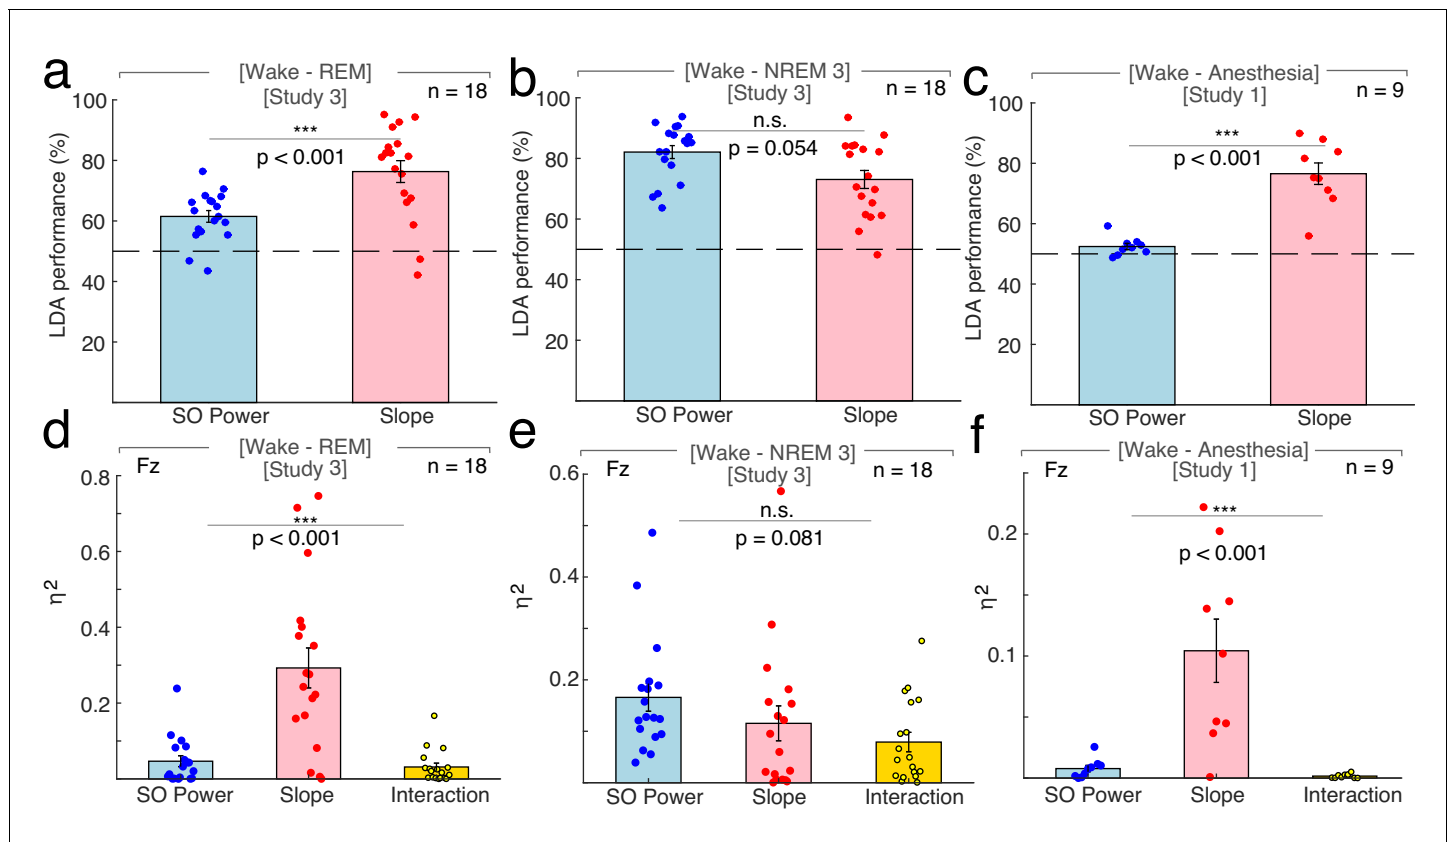 a
[Wake - REM]
[Study 3]
n = 18
100
80
60
40
20
LDA performance (%)
***
p < 0.001
SO Power
Slope
b
[Wake - NREM 3]
[Study 3]
n = 18
100
80
60
40
20
LDA performance (%)
n.s.
p = 0.054
SO Power
Slope
c
[Wake - Anesthesia]
[Study 1]
n = 9
100
80
60
40
20
LDA performance (%)
***
p < 0.001
SO Power
Slope
d
[Wake - REM]
[Study 3]
Fz
n = 18
0.8
0.6
0.4
0.2
η2
***
p < 0.001
SO Power
Slope
Interaction
e
[Wake - NREM 3]
[Study 3]
Fz
n = 18
0.6
0.4
0.2
η2
n.s.
p = 0.081
SO Power
Slope
Interaction
f
[Wake - Anesthesia]
[Study 1]
Fz
n = 9
0.2
0.1
η2
***
p < 0.001
SO Power
Slope
Interaction